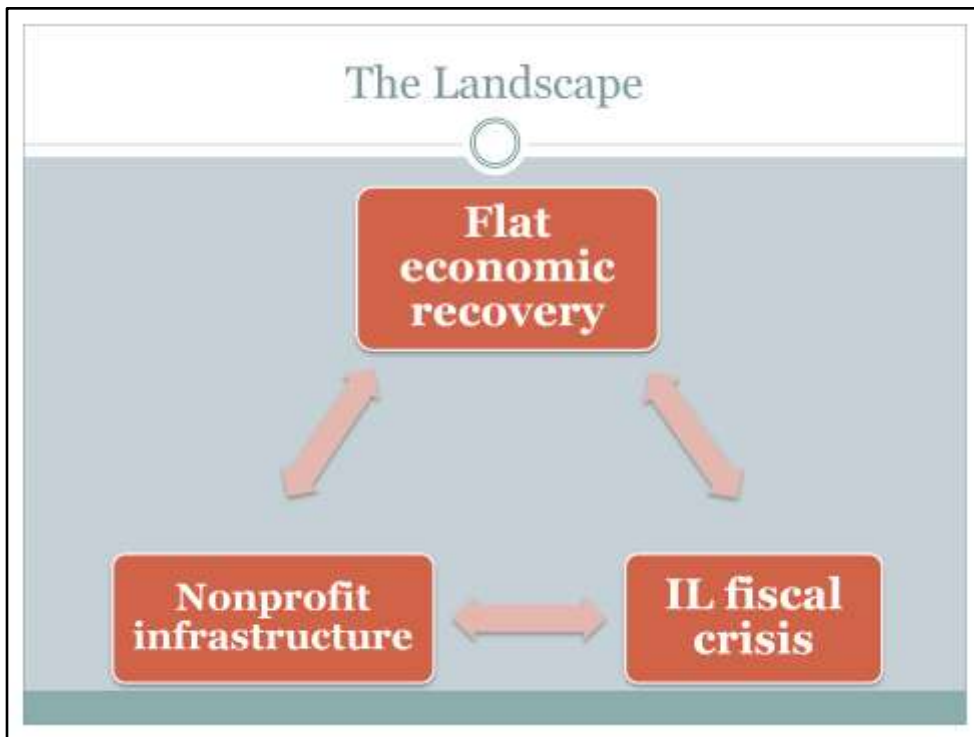 The Landscape
Flat
economic
recovery
Nonprofit
infrastructure
IL fiscal
crisis